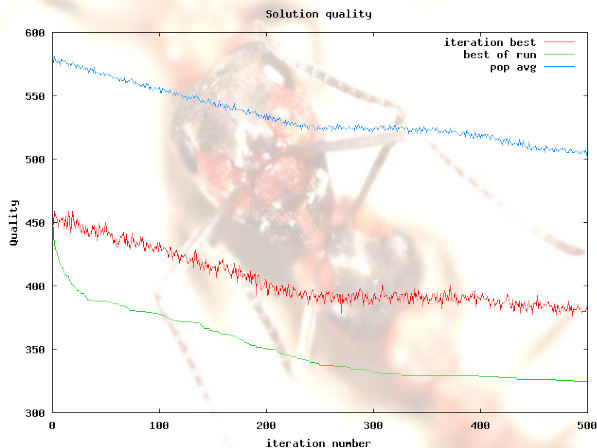 Solution quality
600
iteration best
best of run
pop avg
550
500
450
400
350
300
Quality
0 100 200 300 400 500
iteration number